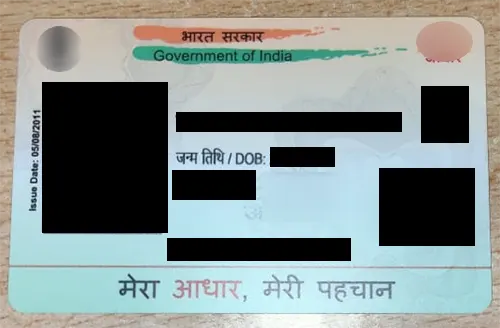 भारत सरकार
Government of India
Issue Date: 05/08/2011
जन्म तिथि / DOB:
मेरा आधार, मेरी पहचान